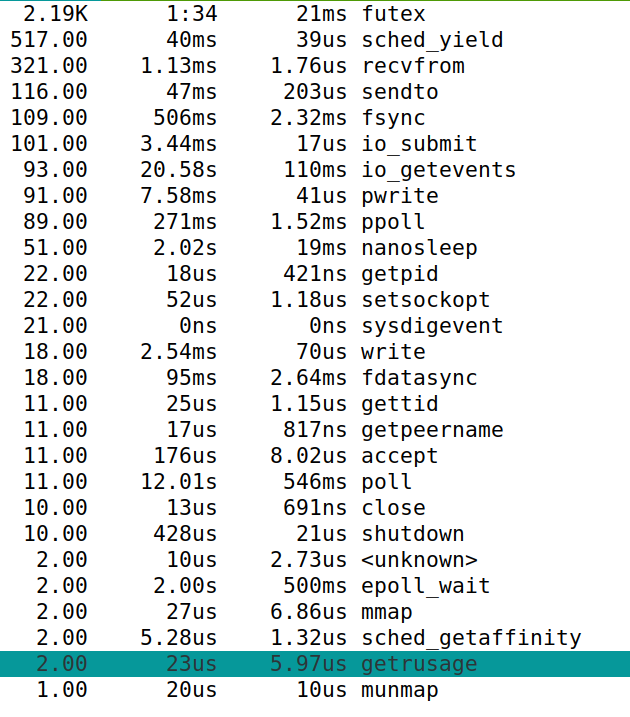 2.19K 1:34 21ms futex
517.00 40ms 39us sched_yield
321.00 1.13ms 1.76us recvfrom
116.00 47ms 203us sendto
109.00 506ms 2.32ms fsync
101.00 3.44ms 17us io_submit
93.00 20.58s 110ms io_getevents
91.00 7.58ms 41us pwrite
89.00 271ms 1.52ms ppoll
51.00 2.02s 19ms nanosleep
22.00 18us 421ns getpid
22.00 52us 1.18us setsockopt
21.00 0ns 0ns sysdigevent
18.00 2.54ms 70us write
18.00 95ms 2.64ms fdatasync
11.00 25us 1.15us gettid
11.00 17us 817ns getpeername
11.00 176us 8.02us accept
11.00 12.01s 546ms poll
10.00 13us 691ns close
10.00 428us 21us shutdown
2.00 10us 2.73us <unknown>
2.00 2.00s 500ms epoll_wait
2.00 27us 6.86us mmap
2.00 5.28us 1.32us sched_getaffinity
2.00 23us 5.97us getrusage
1.00 20us 10us munmap